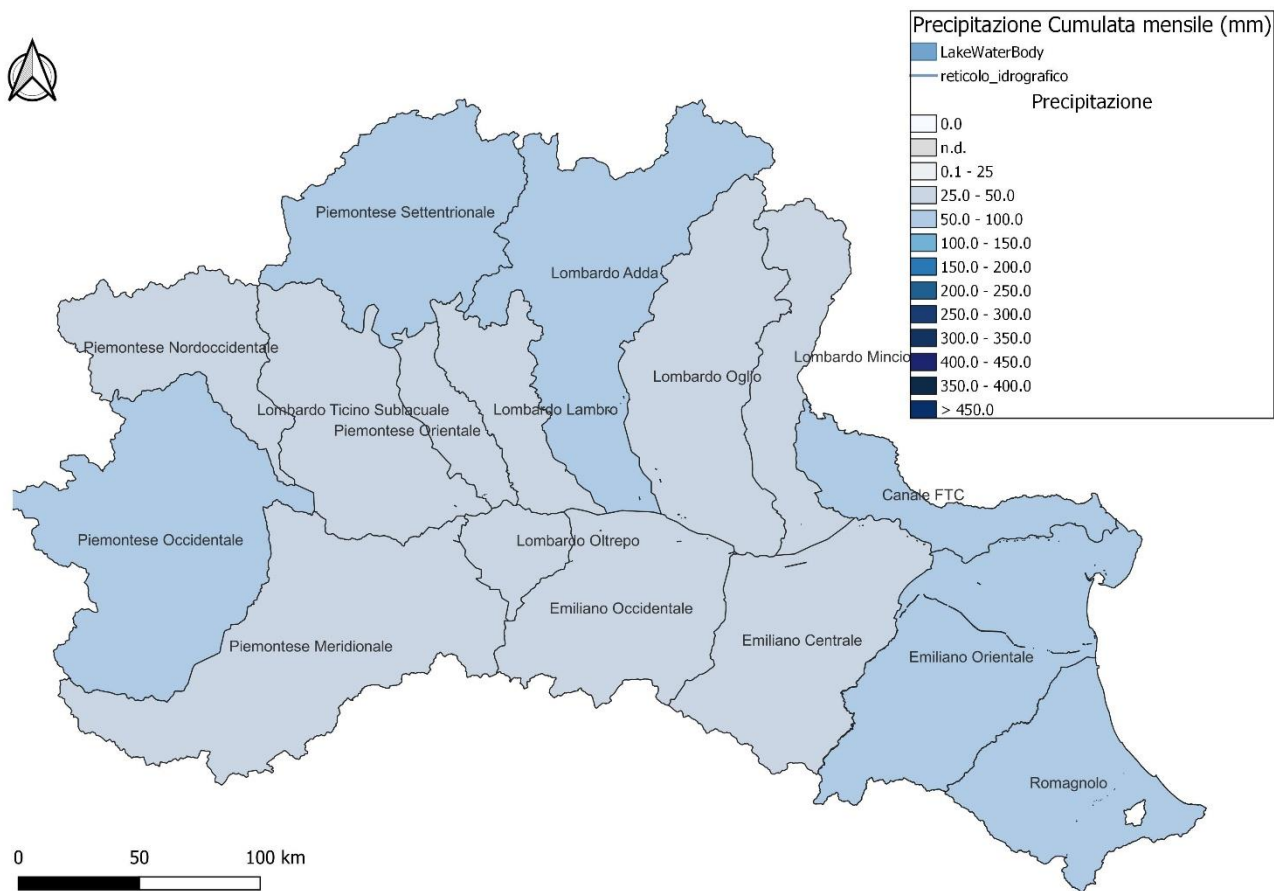 Precipitazione Cumulata mensile (mm)
LakeWaterBody
reticolo_idrografico
Precipitazione
0.0
n.d.
0.1 - 25
25.0 - 50.0
50.0 - 100.0
100.0 - 150.0
150.0 - 200.0
200.0 - 250.0
250.0 - 300.0
300.0 - 350.0
400.0 - 450.0
350.0 - 400.0
> 450.0
Piemontese Settentrionale
Lombardo Adda
Piemontese Nordoccidentale
Lombardo Mincio
Lombardo Oglio
Lombardo Ticino Sublacuale
Lombardo Lambro
Piemontese Orientale
Canale FTC
Piemontese Occidentale
Lombardo Oltrepo
Emiliano Occidentale
Piemontese Meridionale
Emiliano Centrale
Emiliano Orientale
Romagnolo
0 50 100 km